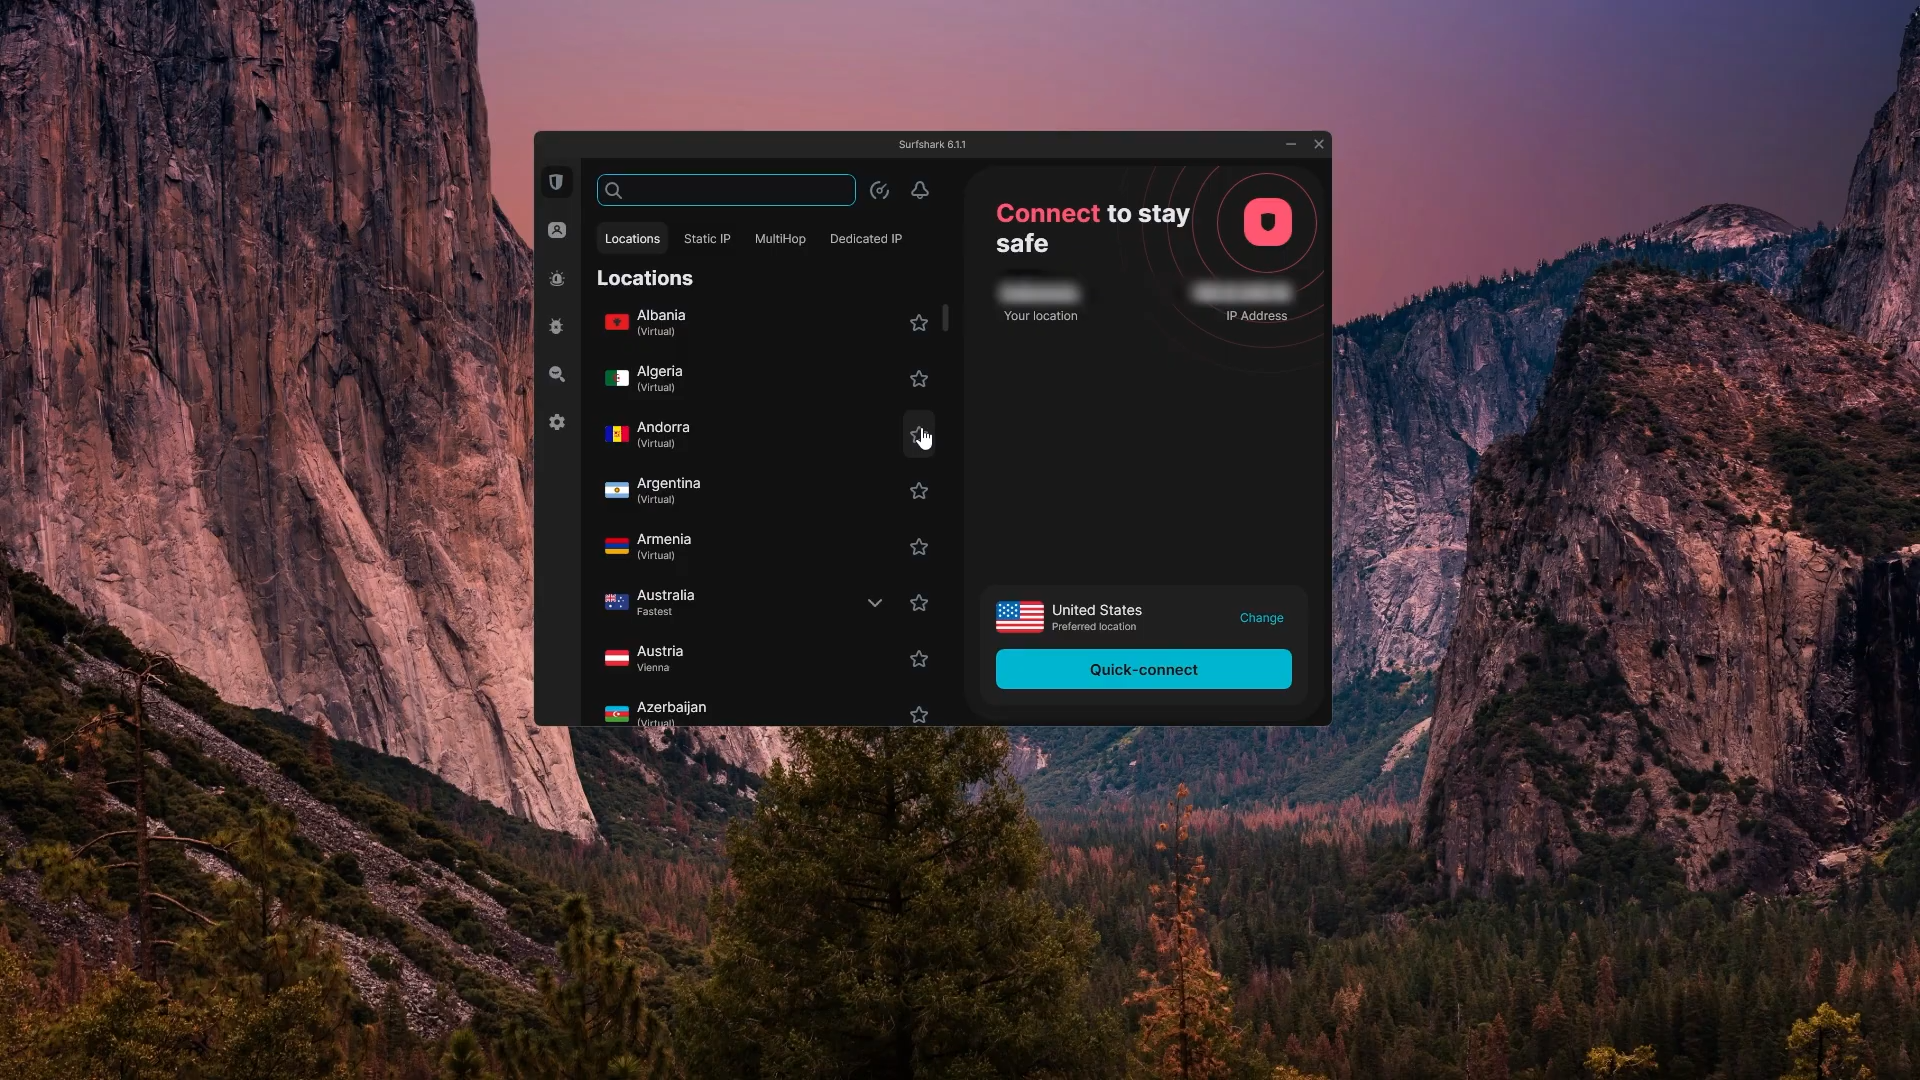 Surfshark 6.1.1
Locations
Static IP
MultiHop
Dedicated IP
Locations
Albania
(Virtual)
Algeria
(Virtual)
Andorra
(Virtual)
Argentina
(Virtual)
Armenia
(Virtual)
Australia
Fastest
Austria
Vienna
Azerbaijan
(Virtual)
Connect to stay
safe
Your location
IP Address
United States
Preferred location
Change
Quick-connect